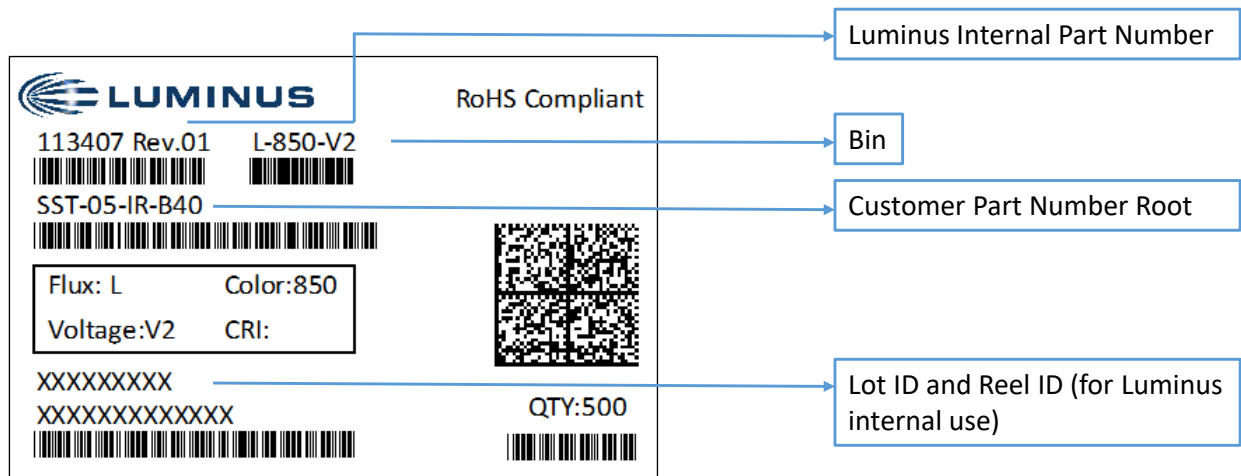 Luminus Internal Part Number
LUMINUS
RoHS Compliant
113407 Rev.01 L-850-V2
Bin
SST-05-IR-B40
Customer Part Number Root
Flux: L Color:850
Voltage:V2 CRI:
XXXXXXXXX
Lot ID and Reel ID (for Luminus
internal use)
XXXXXXXXXXXXX
QTY:500